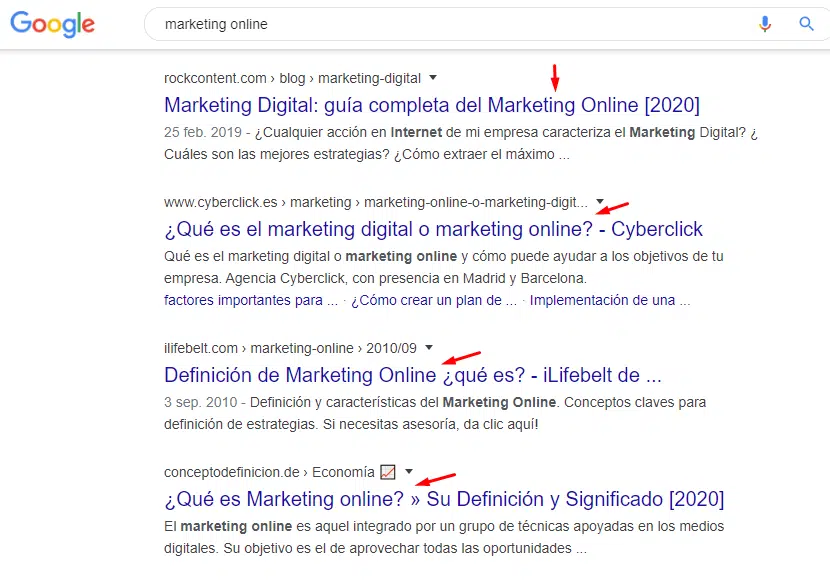 Google marketing online
rockcontent.com › blog › marketing-digital
Marketing Digital: guía completa del Marketing Online [2020]
25 feb. 2019 - ¿Cualquier acción en Internet de mi empresa caracteriza el Marketing Digital? ¿
Cuáles son las mejores estrategias? ¿Cómo extraer el máximo ...
www.cyberclick.es › marketing › marketing-online-o-marketing-digit...
¿Qué es el marketing digital o marketing online? - Cyberclick
Qué es el marketing digital o marketing online y cómo puede ayudar a los objetivos de tu
empresa. Agencia Cyberclick, con presencia en Madrid y Barcelona.
factores importantes para ... · ¿Cómo crear un plan de ... · Implementación de una ...
ilifebelt.com › marketing-online › 2010/09
Definición de Marketing Online ¿qué es? - iLifebelt de ...
3 sep. 2010 - Definición y características del Marketing Online. Conceptos claves para
definición de estrategias. Si necesitas asesoría, da clic aquí!
conceptodefinicion.de › Economía
¿Qué es Marketing online? » Su Definición y Significado [2020]
El marketing online es aquel integrado por un grupo de técnicas apoyadas en los medios
digitales. Su objetivo es el de aprovechar todas las oportunidades ...